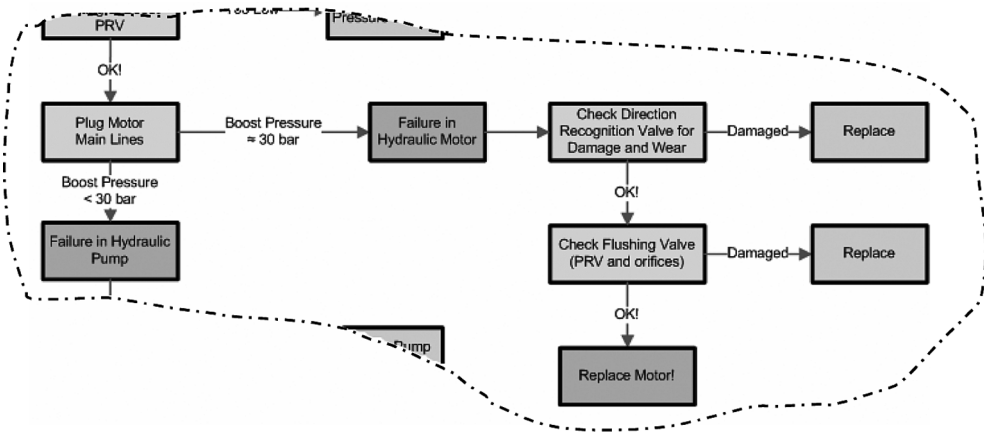 PRV
OK!
Plug Motor
Main Lines
Boost Pressure
≈ 30 bar
Failure in
Hydraulic Motor
Check Direction
Recognition Valve for
Damage and Wear
Damaged
Replace
Boost Pressure
< 30 bar
OK!
Failure in Hydraulic
Pump
Check Flushing Valve
(PRV and orifices)
Damaged
Replace
OK!
Pump
Replace Motor!